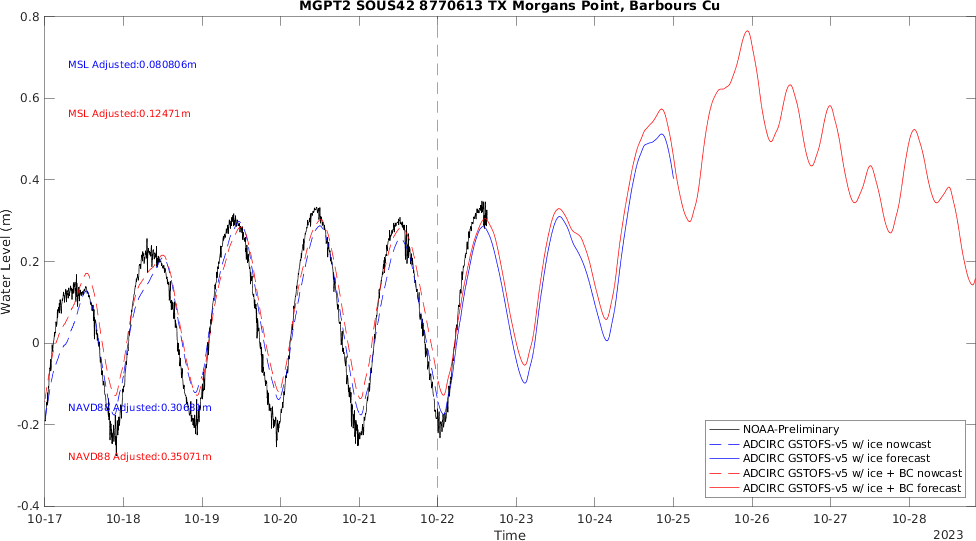 MGPT2 SOUS42 8770613 TX Morgans Point, Barbours Cu
0.8
0.6
0.4
0.2
0
-0.2
-0.4
Water Level (m)
MSL Adjusted:0.080806m
MSL Adjusted:0.12471m
NAVD88 Adjusted:
NAVD88 Adjusted:0.35071m
NOAA-Preliminary
ADCIRC GSTOFS-v5 w/ ice nowcast
ADCIRC GSTOFS-v5 w/ ice forecast
ADCIRC GSTOFS-v5 w/ ice + BC nowcast
ADCIRC GSTOFS-v5 w/ ice + BC forecast
10-17 10-18 10-19 10-20 10-21 10-22 10-23 10-24 10-25 10-26 10-27 10-28
Time
2023